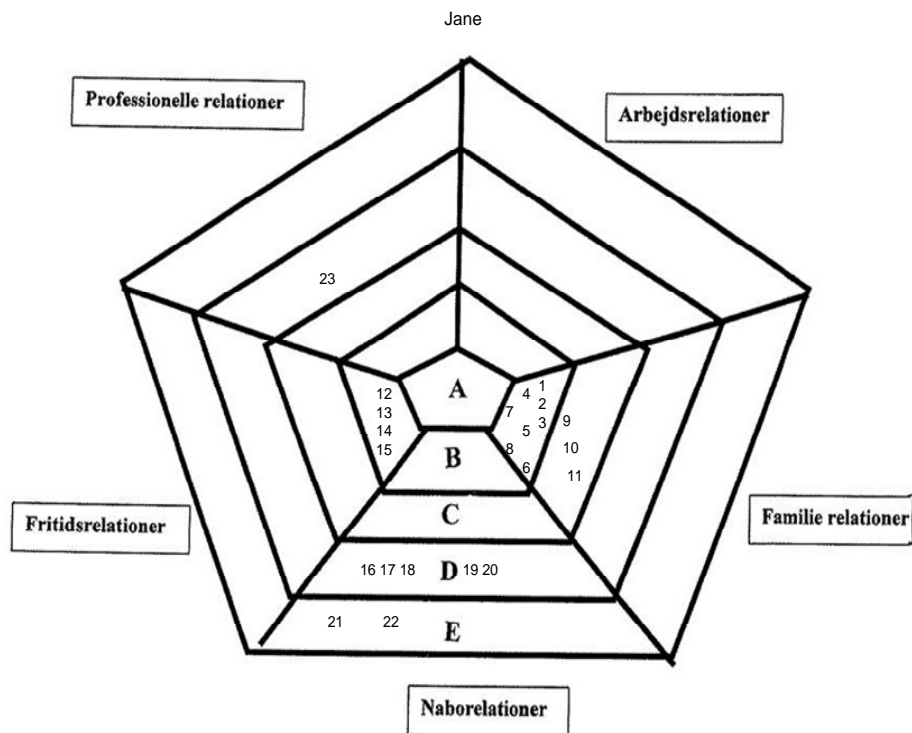 Jane
Professionelle relationer
Arbejdsrelationer
23
A
12
13
14
15
1
4
2
7
3
9
5
8
10
6
11
B
C
Fritidsrelationer
Familie relationer
16 17 18
D
19 20
21
22
E
Naborelationer